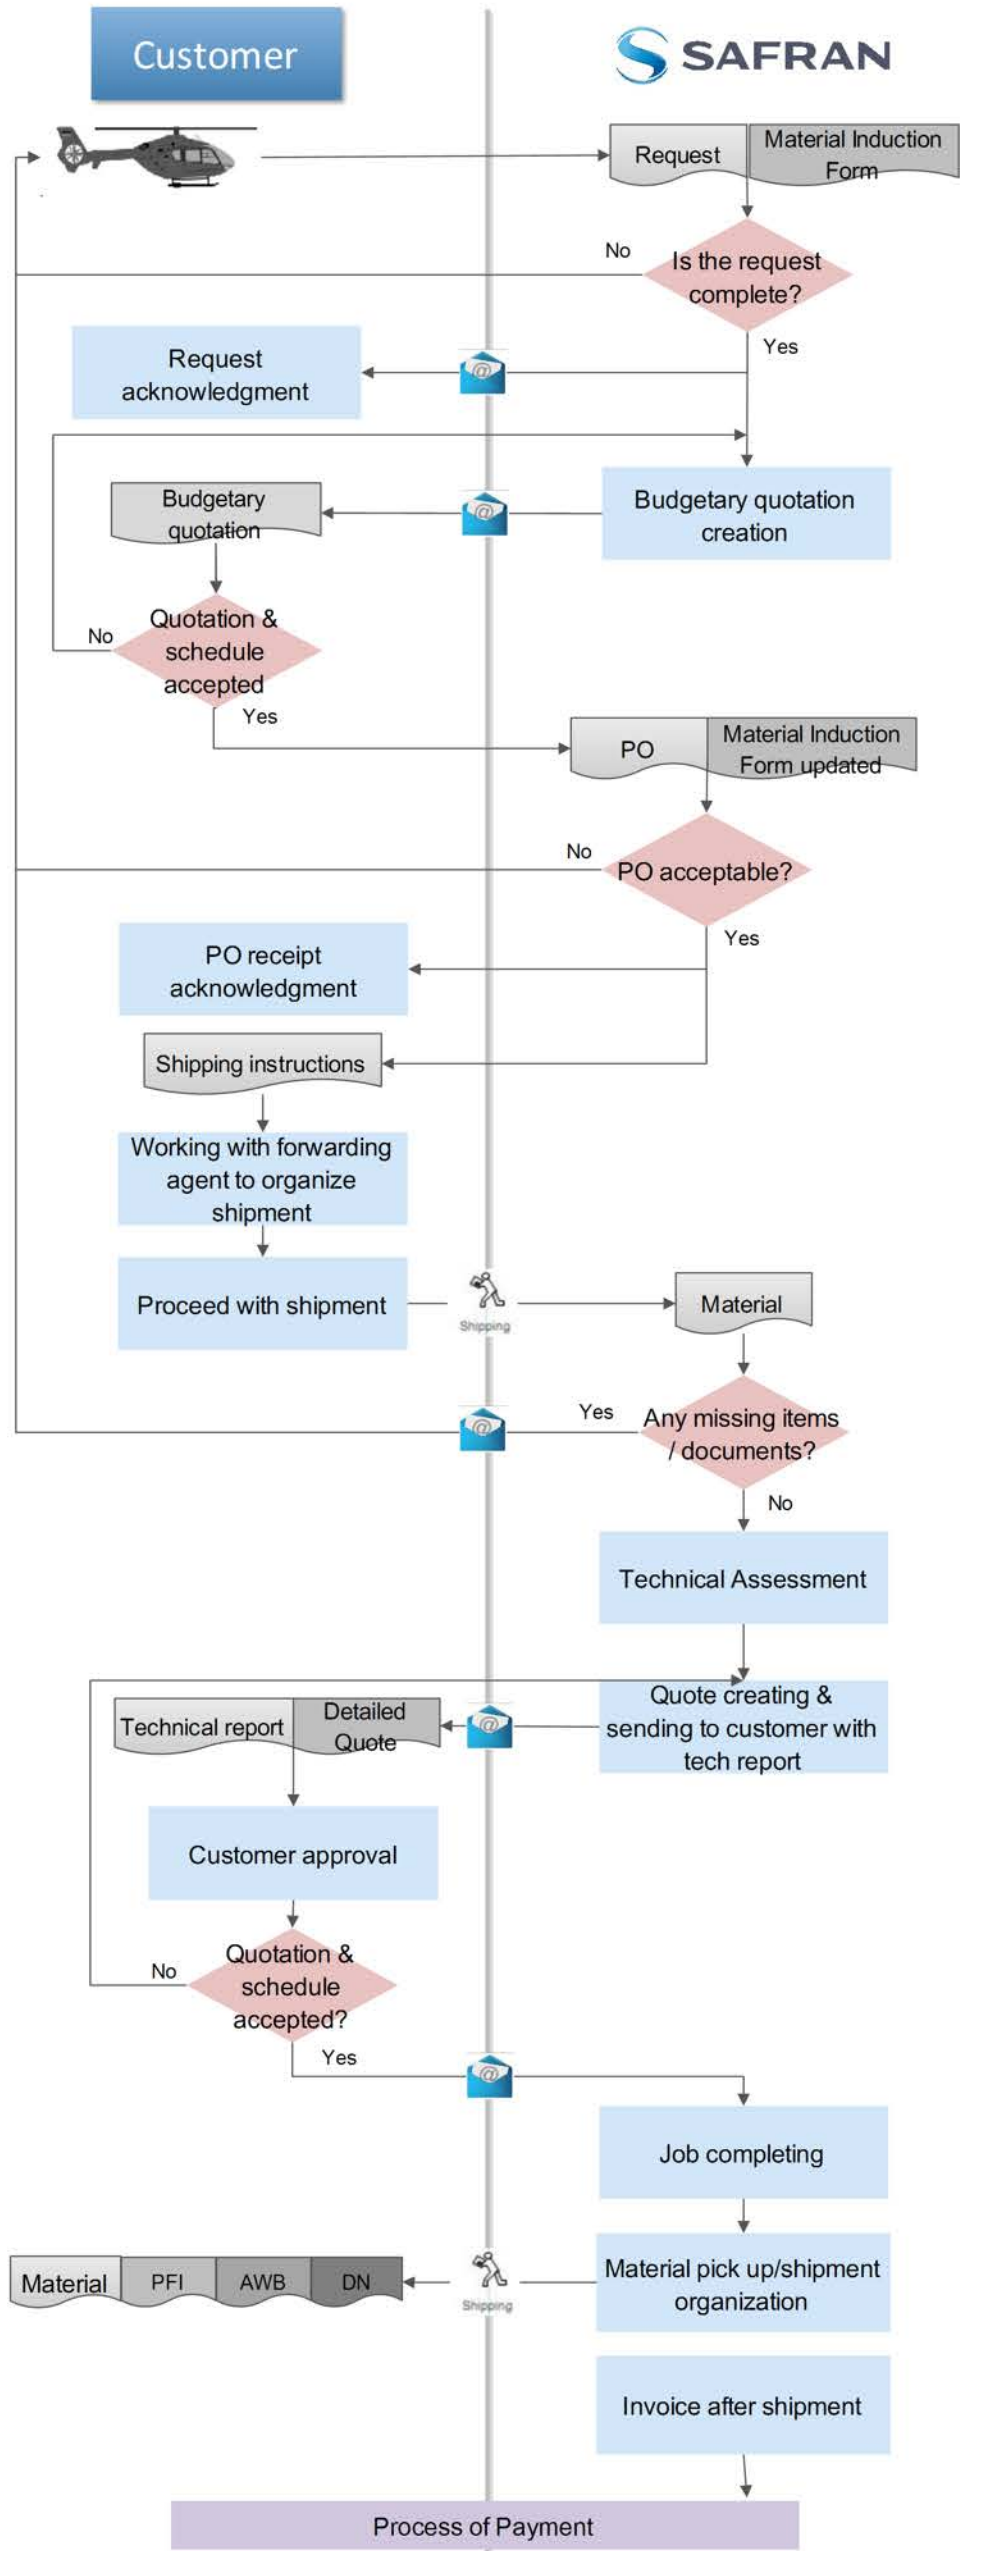 Customer
SAFRAN
Request
Material Induction
Form
No
Is the request
complete?
Yes
Request
acknowledgment
@
Budgetary
quotation
@
Budgetary quotation
creation
No
Quotation &
schedule
accepted
Yes
PO
Material Induction
Form updated
No
PO acceptable?
Yes
PO receipt
acknowledgment
Shipping instructions
Working with forwarding
agent to organize
shipment
Proceed with shipment
Shipping
Material
@
Yes
Any missing items
/ documents?
No
Technical Assessment
Technical report
Detailed
Quote
@
Quote creating &
sending to customer with
tech report
Customer approval
No
Quotation &
schedule
accepted?
Yes
@
Job completing
Material
PFI
AWB
DN
Shipping
Material pick up/shipment
organization
Invoice after shipment
Process of Payment